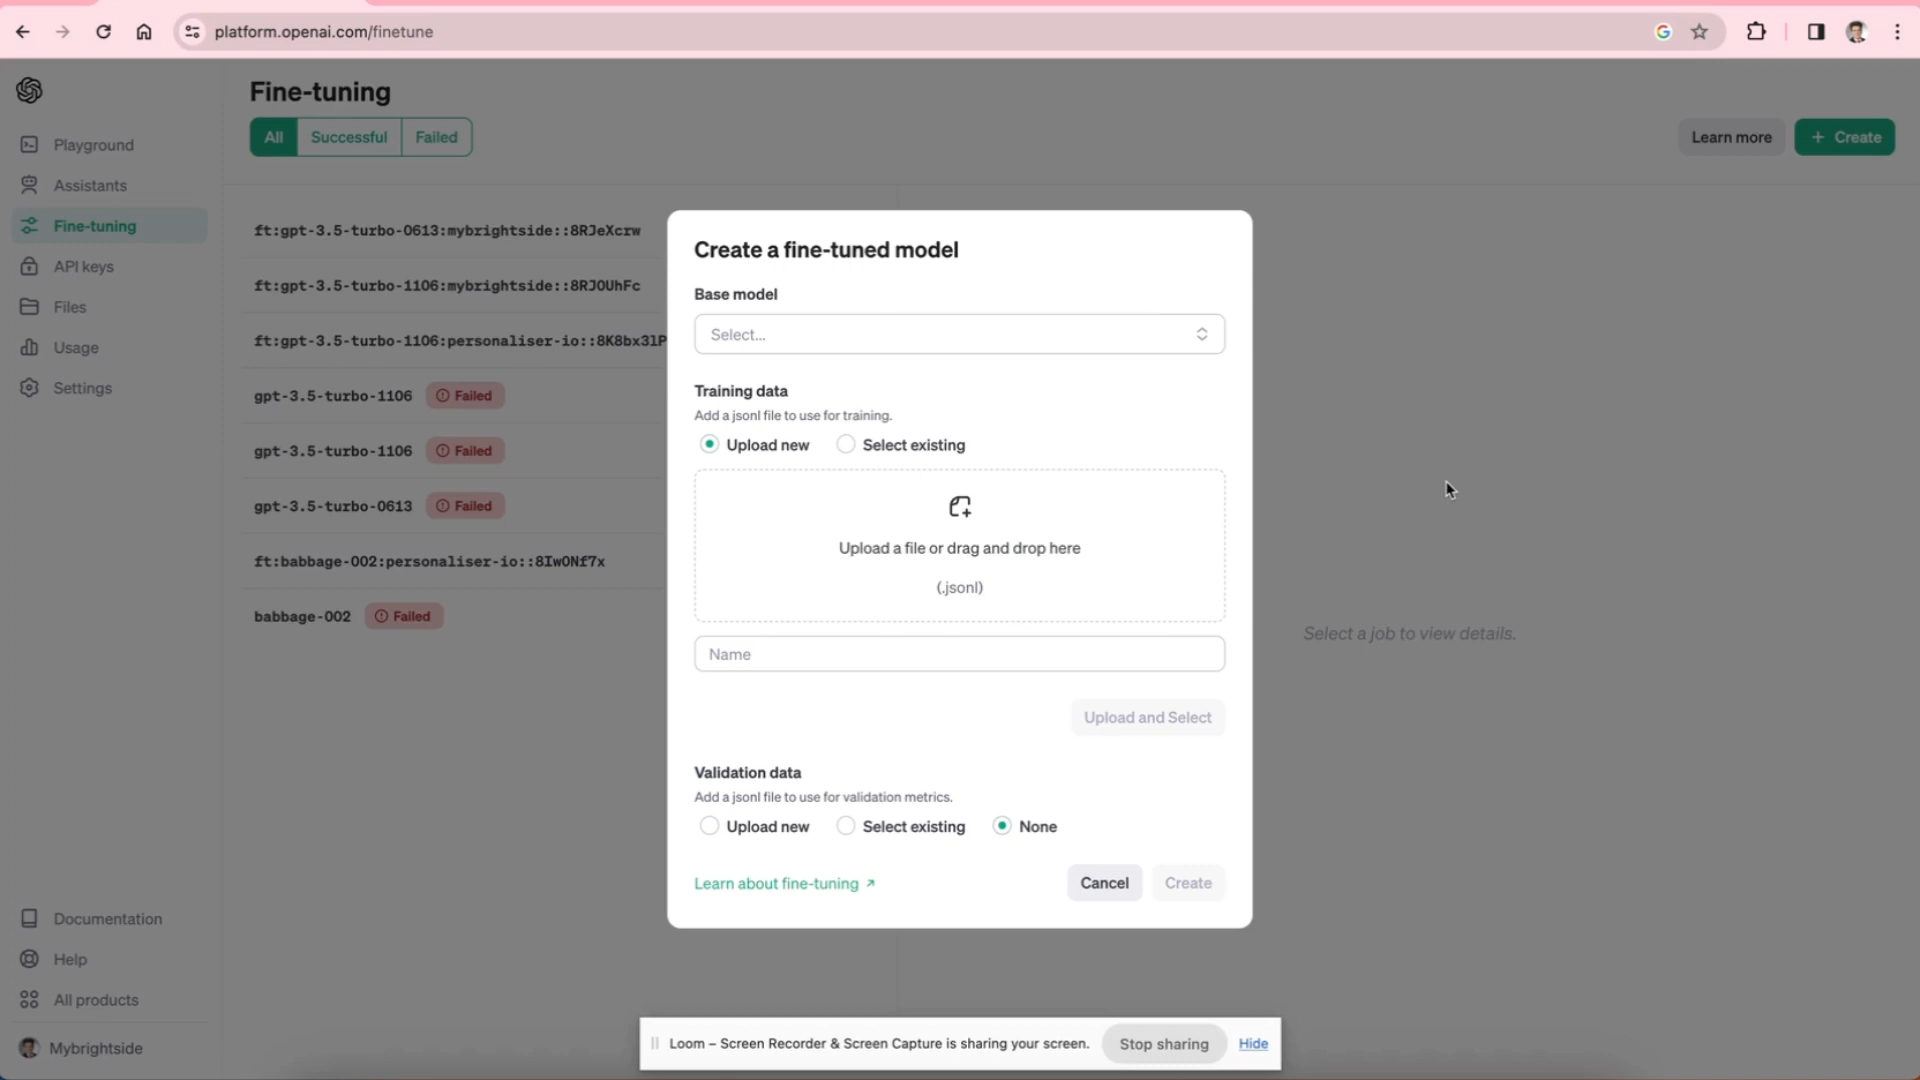 platform.openai.com/finetune
Fine-tuning
All Successful Failed
Learn more + Create
Playground
Assistants
Fine-tuning
API keys
Files
Usage
Settings
ft:gpt-3.5-turbo-0613:mybrightside::8RJeXcrw
ft:gpt-3.5-turbo-1106:mybrightside::8RJOUhFc
ft:gpt-3.5-turbo-1106:personaliser-io::8K8bx3lP
gpt-3.5-turbo-1106 Failed
gpt-3.5-turbo-1106 Failed
gpt-3.5-turbo-0613 Failed
ft:babbage-002:personaliser-io::8Iw0Nf7x
babbage-002 Failed
Create a fine-tuned model
Base model
Select...
Training data
Add a jsonl file to use for training.
Upload new Select existing
Upload a file or drag and drop here
(.jsonl)
Name
Upload and Select
Validation data
Add a jsonl file to use for validation metrics.
Upload new Select existing None
Learn about fine-tuning ↗
Cancel Create
Select a job to view details.
Documentation
Help
All products
Mybrightside
Loom – Screen Recorder & Screen Capture is sharing your screen. Stop sharing Hide